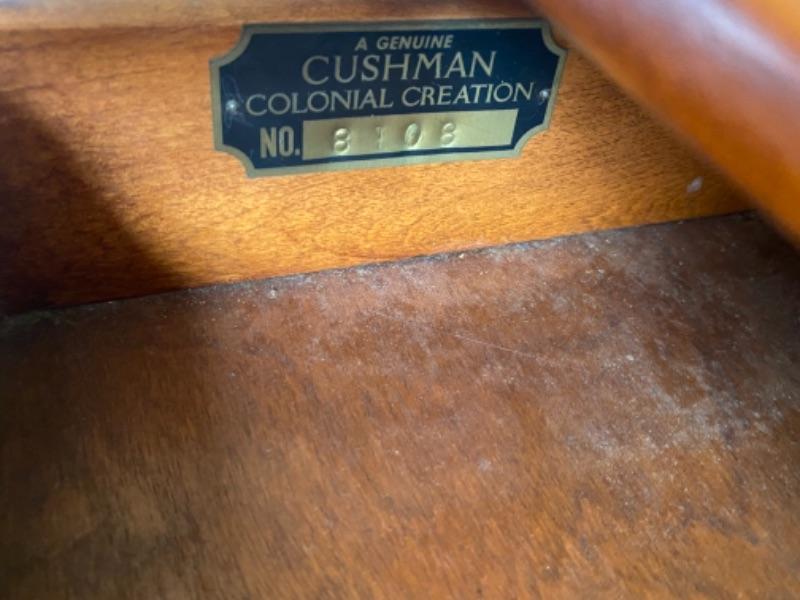 A GENUINE
CUSHMAN
COLONIAL CREATION
NO. 8108